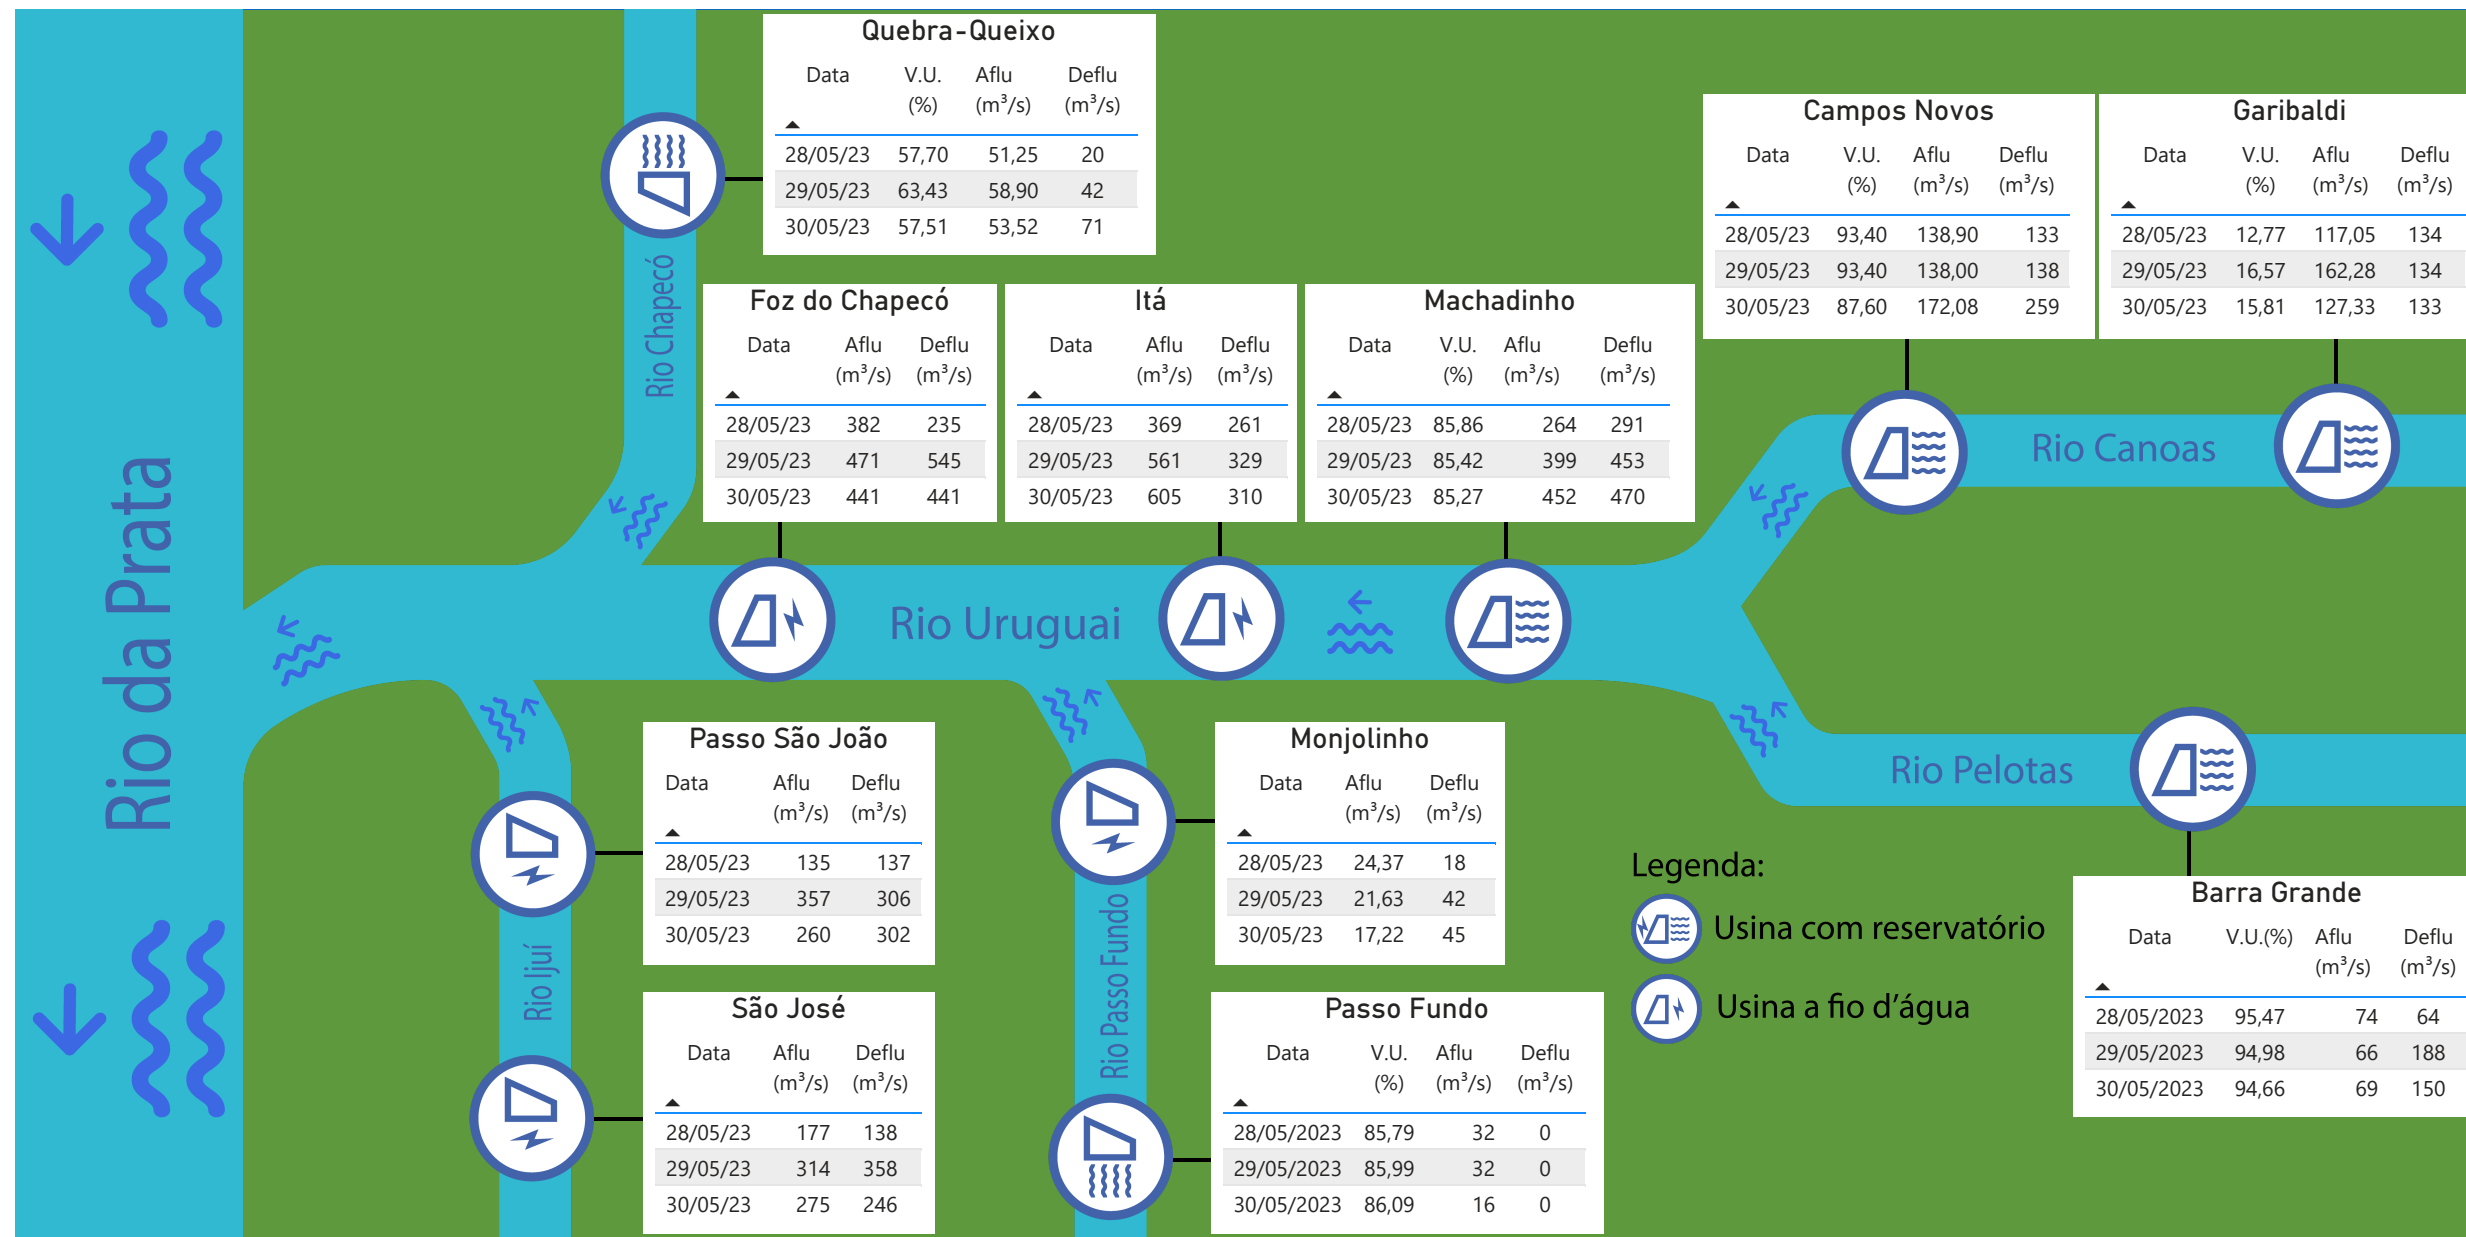 Quebra-Queixo
Data V.U. (%) Aflu (m³/s) Deflu (m³/s)
28/05/23 57,70 51,25 20
29/05/23 63,43 58,90 42
30/05/23 57,51 53,52 71
Campos Novos
Data V.U. (%) Aflu (m³/s) Deflu (m³/s)
28/05/23 93,40 138,90 133
29/05/23 93,40 138,00 138
30/05/23 87,60 172,08 259
Garibaldi
Data V.U. (%) Aflu (m³/s) Deflu (m³/s)
28/05/23 12,77 117,05 134
29/05/23 16,57 162,28 134
30/05/23 15,81 127,33 133
Rio Chapecó
Foz do Chapecó
Data Aflu (m³/s) Deflu (m³/s)
28/05/23 382 235
29/05/23 471 545
30/05/23 441 441
Itá
Data Aflu (m³/s) Deflu (m³/s)
28/05/23 369 261
29/05/23 561 329
30/05/23 605 310
Machadinho
Data V.U. (%) Aflu (m³/s) Deflu (m³/s)
28/05/23 85,86 264 291
29/05/23 85,42 399 453
30/05/23 85,27 452 470
Rio Canoas
Rio da Prata
Rio Uruguai
Rio Pelotas
Passo São João
Data Aflu (m³/s) Deflu (m³/s)
28/05/23 135 137
29/05/23 357 306
30/05/23 260 302
Monjolinho
Data Aflu (m³/s) Deflu (m³/s)
28/05/23 24,37 18
29/05/23 21,63 42
30/05/23 17,22 45
Rio Ijuí
Rio Passo Fundo
Legenda:
Usina com reservatório
Usina a fio d’água
Barra Grande
Data V.U.(%) Aflu (m³/s) Deflu (m³/s)
28/05/2023 95,47 74 64
29/05/2023 94,98 66 188
30/05/2023 94,66 69 150
São José
Data Aflu (m³/s) Deflu (m³/s)
28/05/23 177 138
29/05/23 314 358
30/05/23 275 246
Passo Fundo
Data V.U. (%) Aflu (m³/s) Deflu (m³/s)
28/05/2023 85,79 32 0
29/05/2023 85,99 32 0
30/05/2023 86,09 16 0